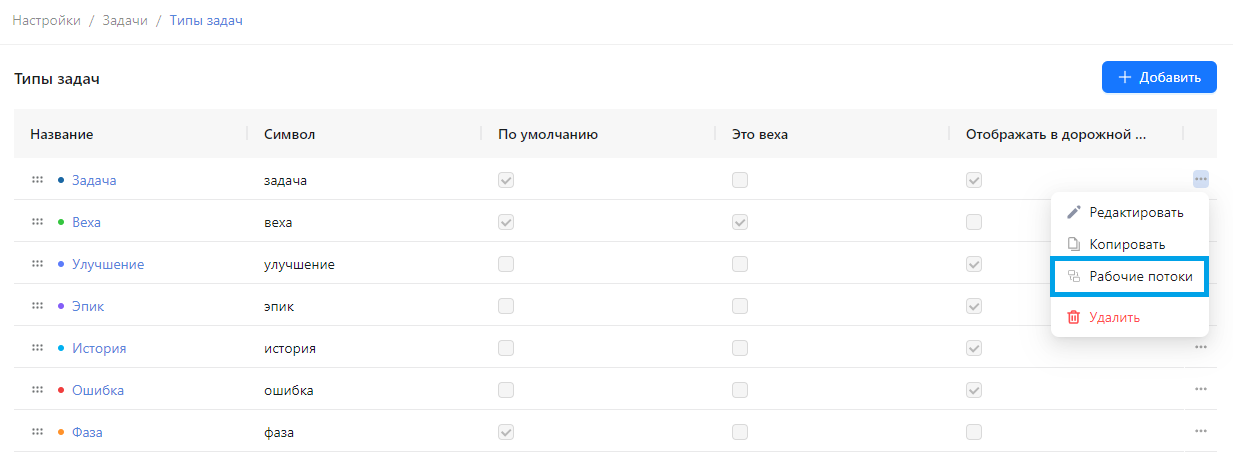 Настройки / Задачи / Типы задач
Типы задач
Добавить
Название Символ По умолчанию Это веха Отображать в дорожной ...
Задача задача
Редактировать
Веха веха
Копировать
Улучшение улучшение
Рабочие потоки
Эпик эпик
Удалить
История история
Ошибка ошибка
Фаза фаза